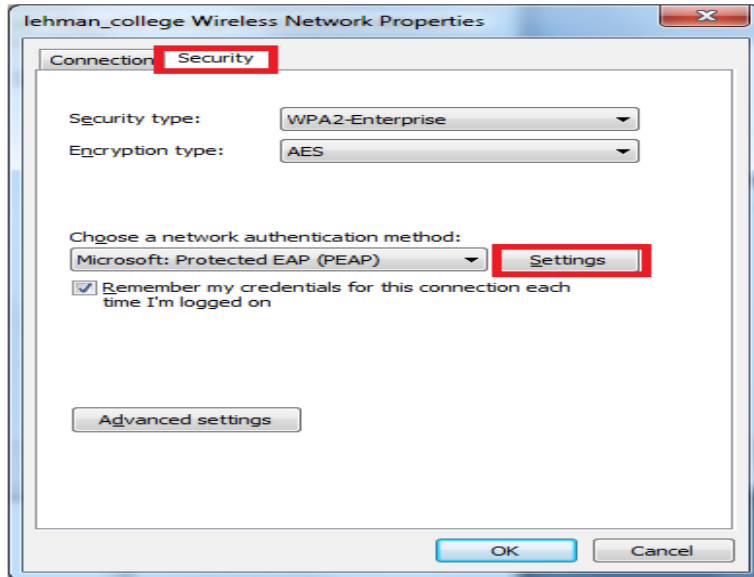 lehman_college Wireless Network Properties
Connection Security
Security type: WPA2-Enterprise
Encryption type: AES
Choose a network authentication method:
Microsoft: Protected EAP (PEAP) Settings
Remember my credentials for this connection each
time I'm logged on
Advanced settings
OK Cancel